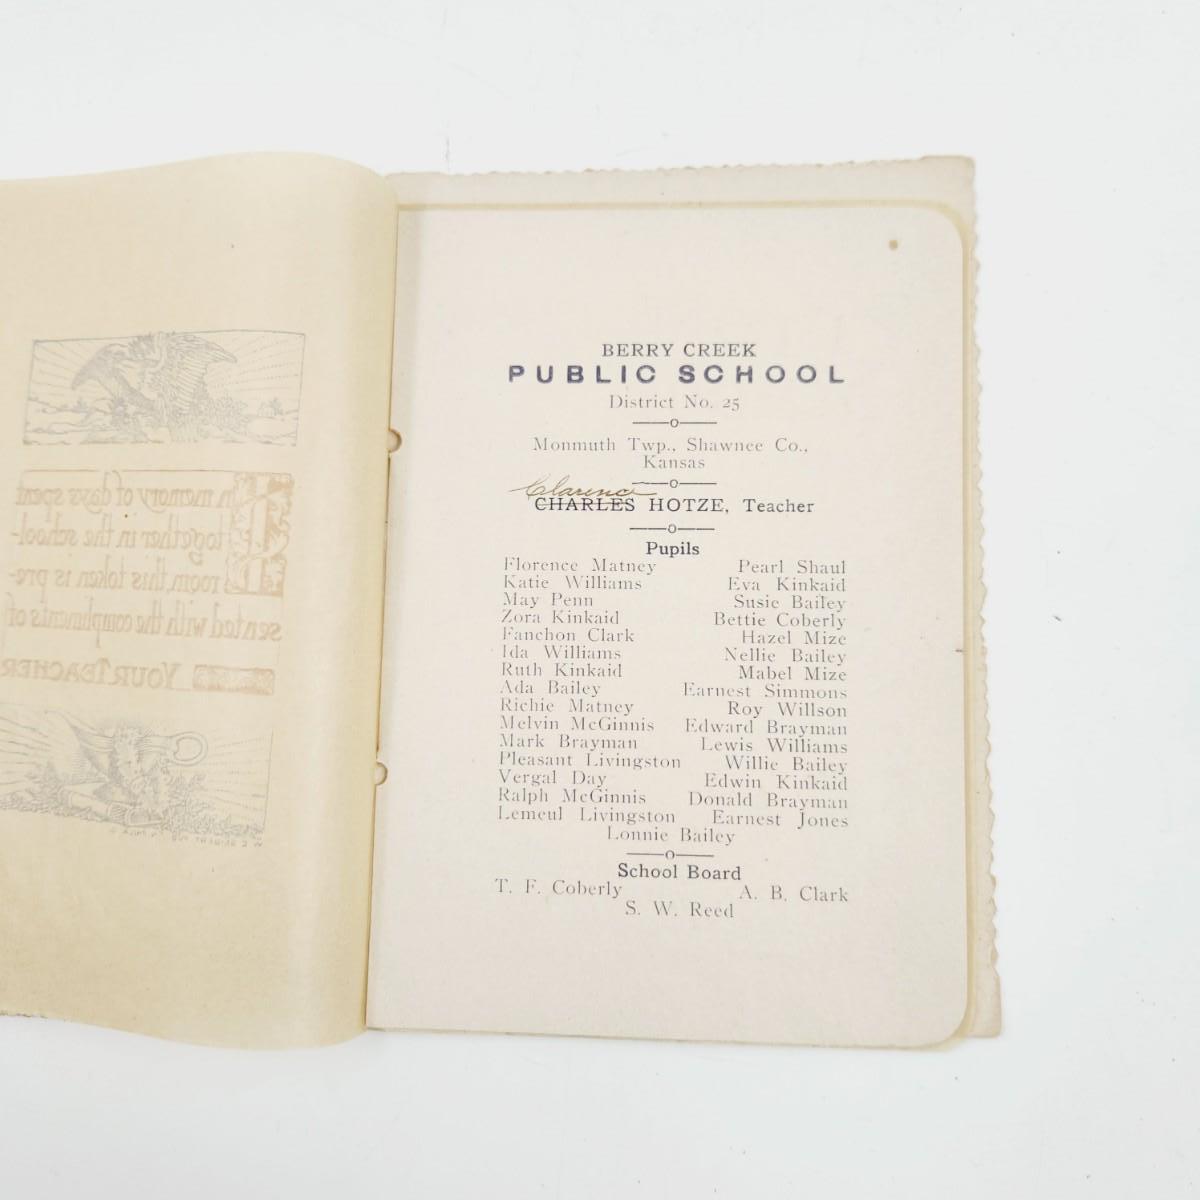 In memory of days spent
together in the school-
room, this token is pre-
sented with the compliments of
YOUR TEACHER
BERRY CREEK
PUBLIC SCHOOL
District No. 25
Monmuth Twp., Shawnee Co.,
Kansas
Clarence
CHARLES HOTZE, Teacher
Pupils
Florence Matney Pearl Shaul
Katie Williams Eva Kinkaid
May Penn Susie Bailey
Zora Kinkaid Bettie Coberly
Fanchon Clark Hazel Mize
Ida Williams Nellie Bailey
Ruth Kinkaid Mabel Mize
Ada Bailey Earnest Simmons
Richie Matney Roy Willson
Melvin McGinnis Edward Brayman
Mark Brayman Lewis Williams
Pleasant Livingston Willie Bailey
Vergal Day Edwin Kinkaid
Ralph McGinnis Donald Brayman
Lemeul Livingston Earnest Jones
Lonnie Bailey
School Board
T. F. Coberly A. B. Clark
S. W. Reed